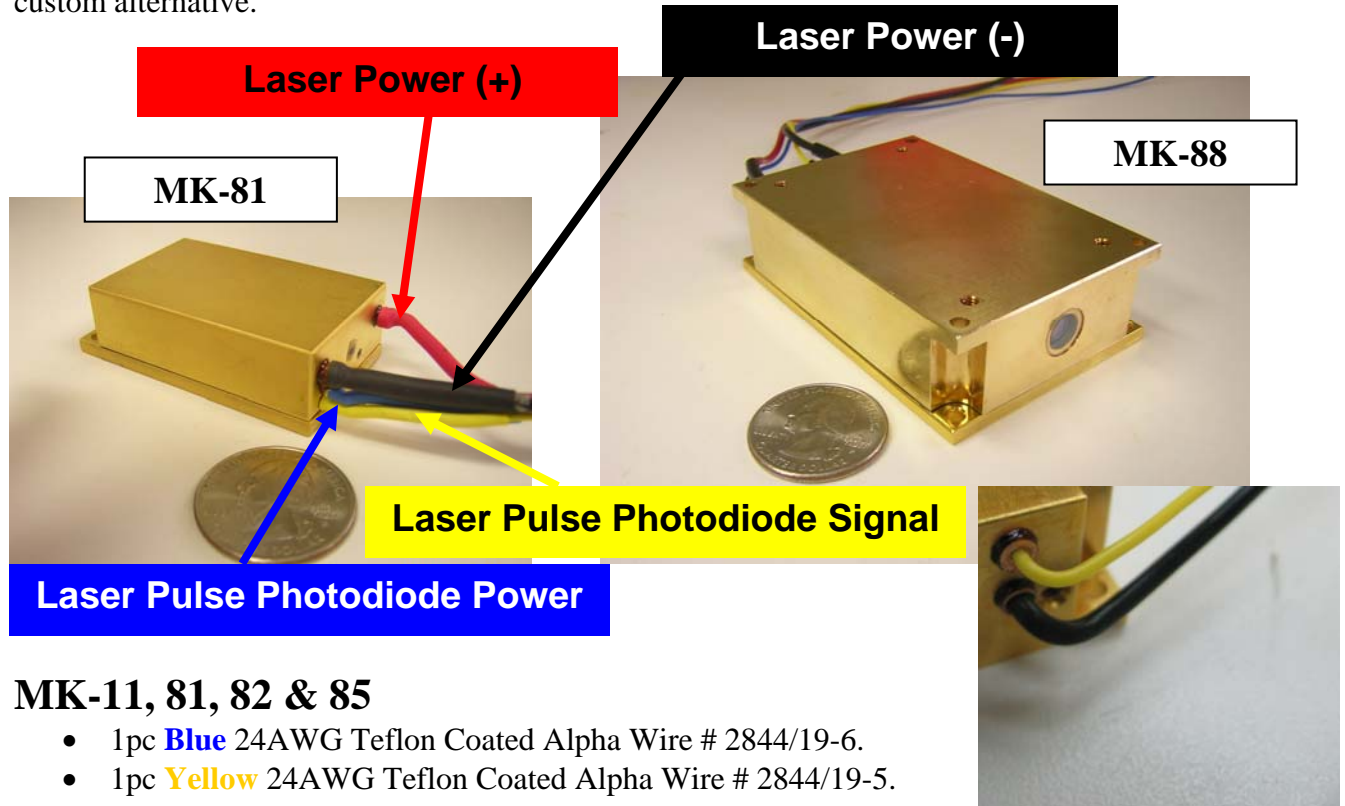 custom alternative.
Laser Power (-)
Laser Power (+)
MK-88
MK-81
Laser Pulse Photodiode Signal
Laser Pulse Photodiode Power
MK-11, 81, 82 & 85
• 1pc Blue 24AWG Teflon Coated Alpha Wire # 2844/19-6.
• 1pc Yellow 24AWG Teflon Coated Alpha Wire # 2844/19-5.